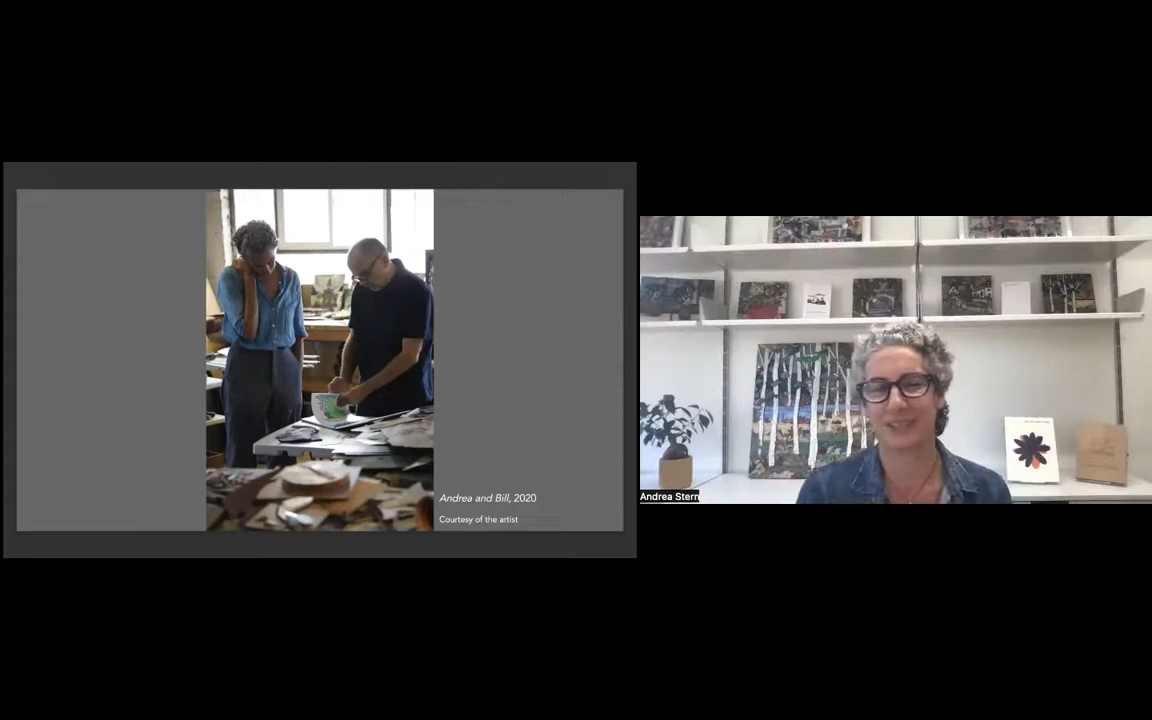 Andrea and Bill, 2020
Courtesy of the artist
Andrea Stern